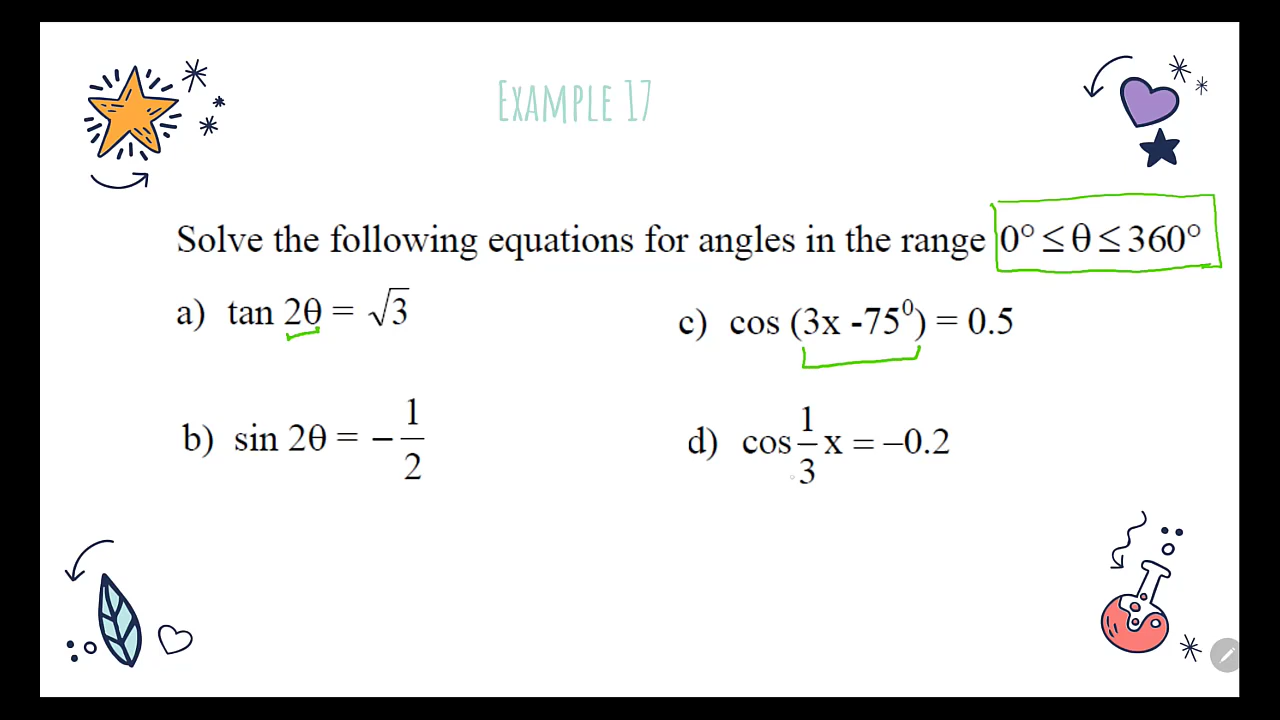 Example 17
Solve the following equations for angles in the range 0° ≤ θ ≤ 360°
a) tan 2θ = √3
c) cos (3x -75⁰) = 0.5
b) sin 2θ = − 1/2
d) cos 1/3 x = −0.2